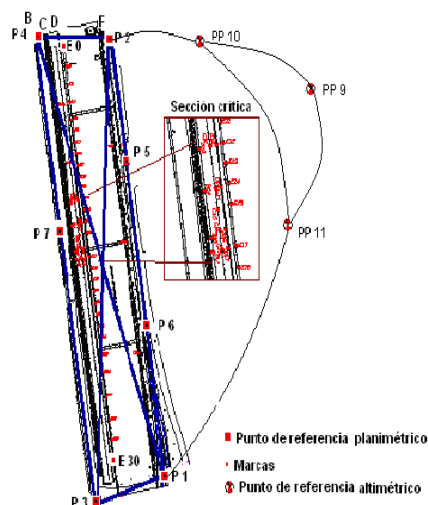 B
C D E
P 4
E 0
P 2
PP 10
PP 9
Sección crítica
P 5
P 7
PP 11
P 6
E 30
P 1
P 3
Punto de referencia planimétrico
Marcas
Punto de referencia altimétrico